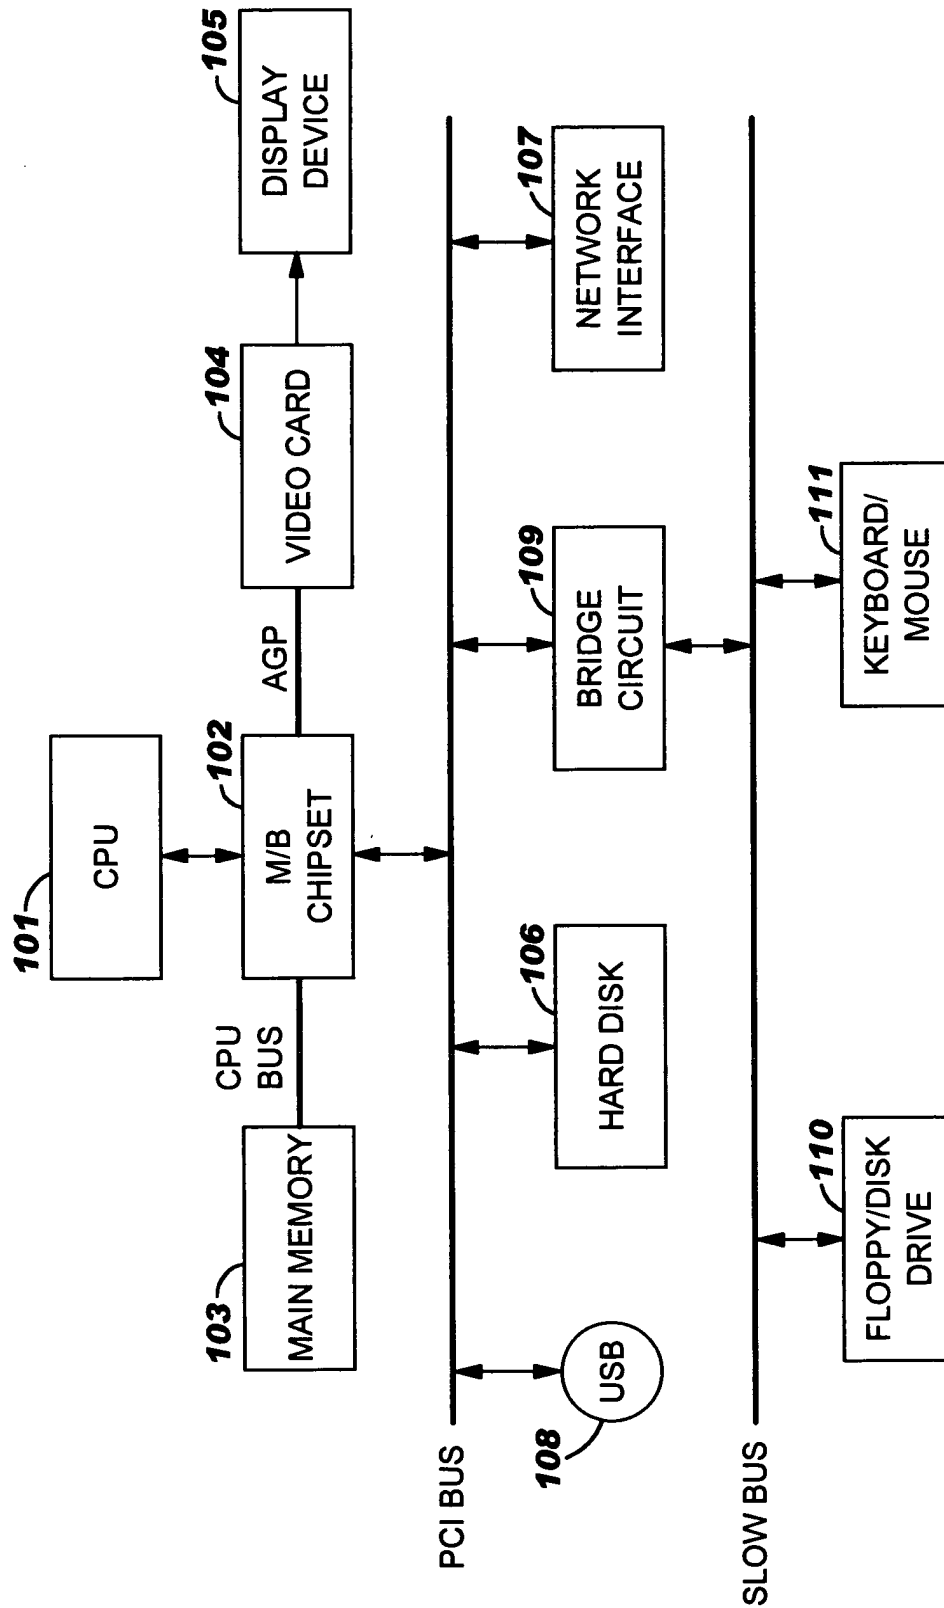 101
CPU
103
MAIN MEMORY
CPU
BUS
102
M/B
CHIPSET
AGP
104
VIDEO CARD
105
DISPLAY
DEVICE
PCI BUS
108
USB
106
HARD DISK
109
BRIDGE
CIRCUIT
107
NETWORK
INTERFACE
SLOW BUS
110
FLOPPY/DISK
DRIVE
111
KEYBOARD/
MOUSE